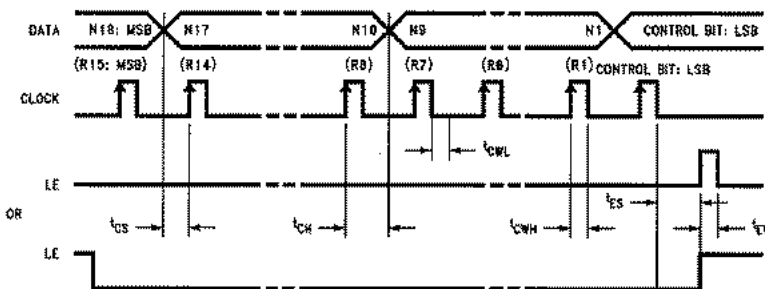 DATA N18: MSB N17 N10 N9 N1 CONTROL BIT: LSB
(R15: MSB) (R14) (R8) (R7) (R6) (R1) CONTROL BIT: LSB
CLOCK
tCWL
LE
tES
OR tCS tCH tCWH
LE